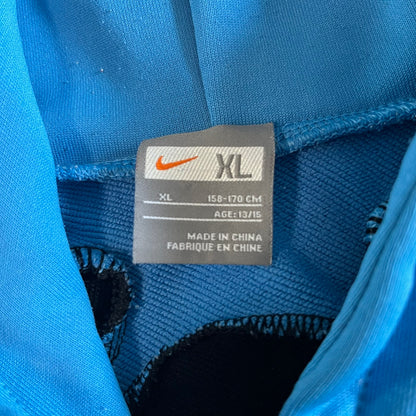 XL
XL 158-170 CM
AGE: 13/15
MADE IN CHINA
FABRIQUE EN CHINE